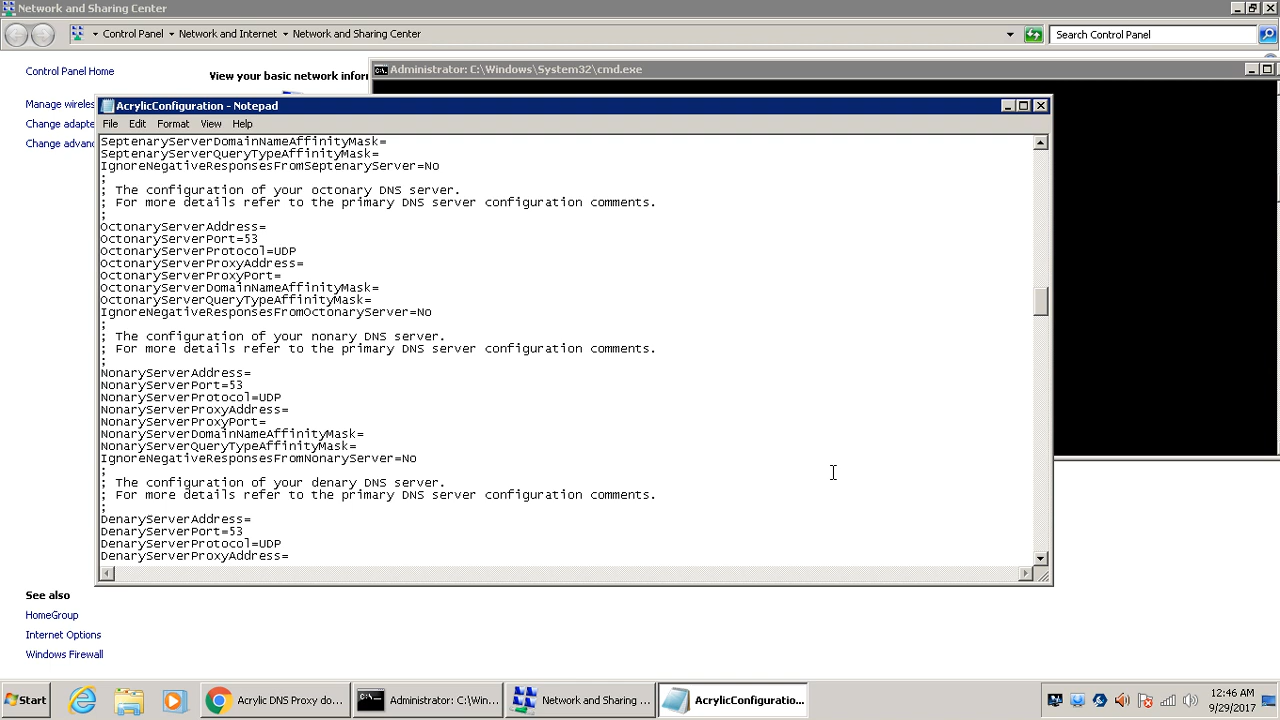 Network and Sharing Center
Control Panel
Network and Internet
Network and Sharing Center
Search Control Panel
Control Panel Home
View your basic network infor
Administrator: C:\Windows\System32\cmd.exe
Manage wireles
Change adapte
Change advanc
AcrylicConfiguration - Notepad
File Edit Format View Help
SeptenaryServerDomainNameAffinityMask=
SeptenaryServerQueryTypeAffinityMask=
IgnoreNegativeResponsesFromSeptenaryServer=No
;
; The configuration of your octonary DNS server.
; For more details refer to the primary DNS server configuration comments.
;
OctonaryServerAddress=
OctonaryServerPort=53
OctonaryServerProtocol=UDP
OctonaryServerProxyAddress=
OctonaryServerProxyPort=
OctonaryServerDomainNameAffinityMask=
OctonaryServerQueryTypeAffinityMask=
IgnoreNegativeResponsesFromOctonaryServer=No
;
; The configuration of your nonary DNS server.
; For more details refer to the primary DNS server configuration comments.
;
NonaryServerAddress=
NonaryServerPort=53
NonaryServerProtocol=UDP
NonaryServerProxyAddress=
NonaryServerProxyPort=
NonaryServerDomainNameAffinityMask=
NonaryServerQueryTypeAffinityMask=
IgnoreNegativeResponsesFromNonaryServer=No
;
; The configuration of your denary DNS server.
; For more details refer to the primary DNS server configuration comments.
;
DenaryServerAddress=
DenaryServerPort=53
DenaryServerProtocol=UDP
DenaryServerProxyAddress=
See also
HomeGroup
Internet Options
Windows Firewall
Start
Acrylic DNS Proxy do...
Administrator: C:\Win...
Network and Sharing ...
AcrylicConfiguratio...
12:46 AM
9/29/2017